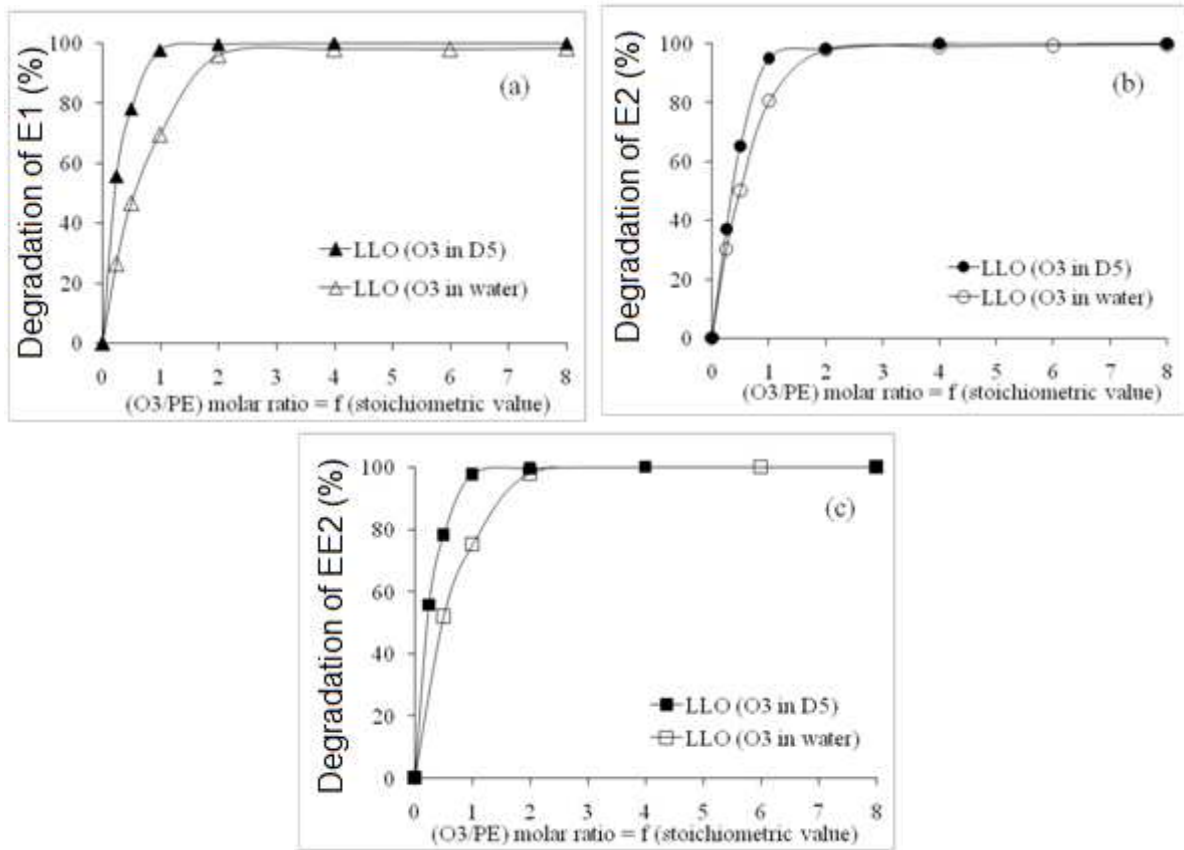 Degradation of E1 (%)
100
80
60
40
20
0
(a)
LLO (O3 in D5)
LLO (O3 in water)
0 1 2 3 4 5 6 7 8
(O3/PE) molar ratio = f (stoichiometric value)
Degradation of E2 (%)
100
80
60
40
20
0
(b)
LLO (O3 in D5)
LLO (O3 in water)
0 1 2 3 4 5 6 7 8
(O3/PE) molar ratio = f (stoichiometric value)
Degradation of EE2 (%)
100
80
60
40
20
0
(c)
LLO (O3 in D5)
LLO (O3 in water)
0 1 2 3 4 5 6 7 8
(O3/PE) molar ratio = f (stoichiometric value)